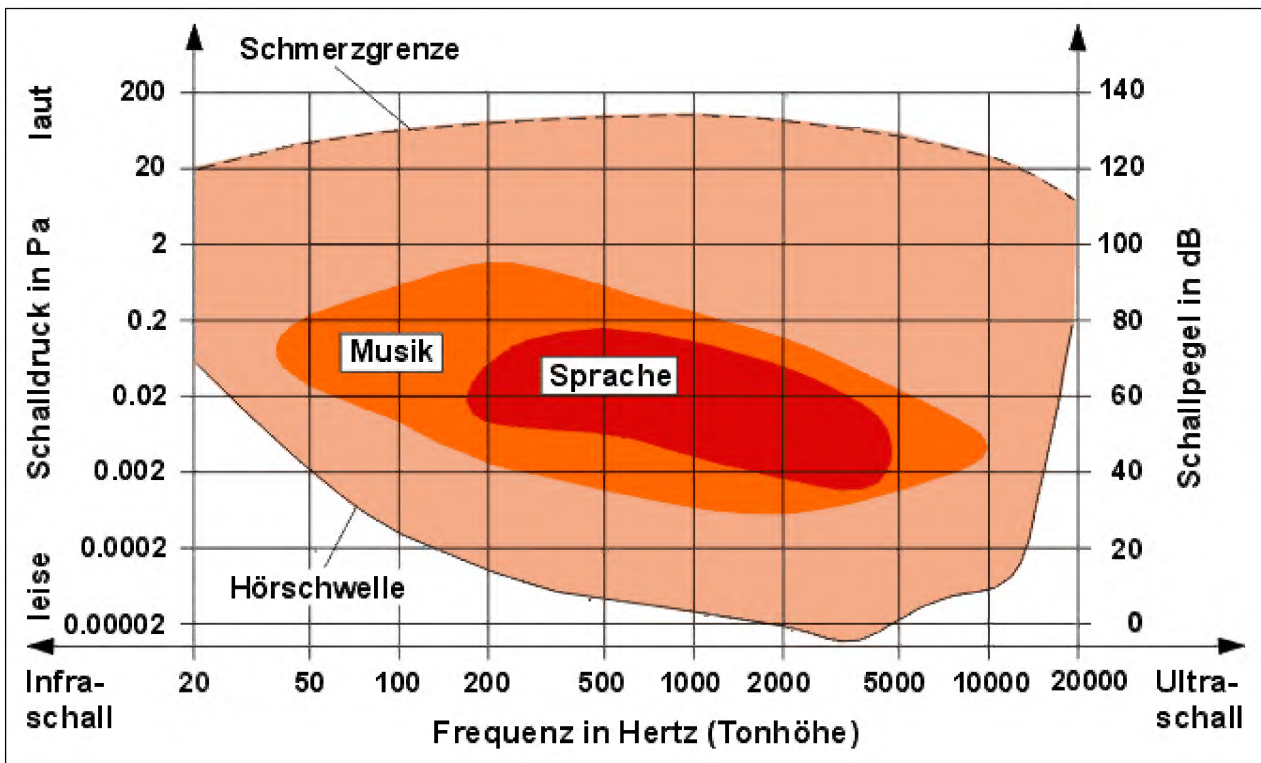 Schmerzgrenze
laut
Schalldruck in Pa
leise
200
20
2
0.2
0.02
0.002
0.0002
0.00002
140
120
100
80
60
40
20
0
Schallpegel in dB
Musik
Sprache
Hörschwelle
Infra-
schall
20 50 100 200 500 1000 2000 5000 10000 20000
Ultra-
schall
Frequenz in Hertz (Tonhöhe)